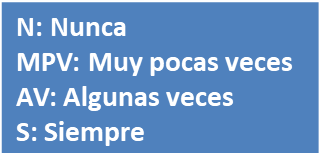 N: Nunca
MPV: Muy pocas veces
AV: Algunas veces
S: Siempre